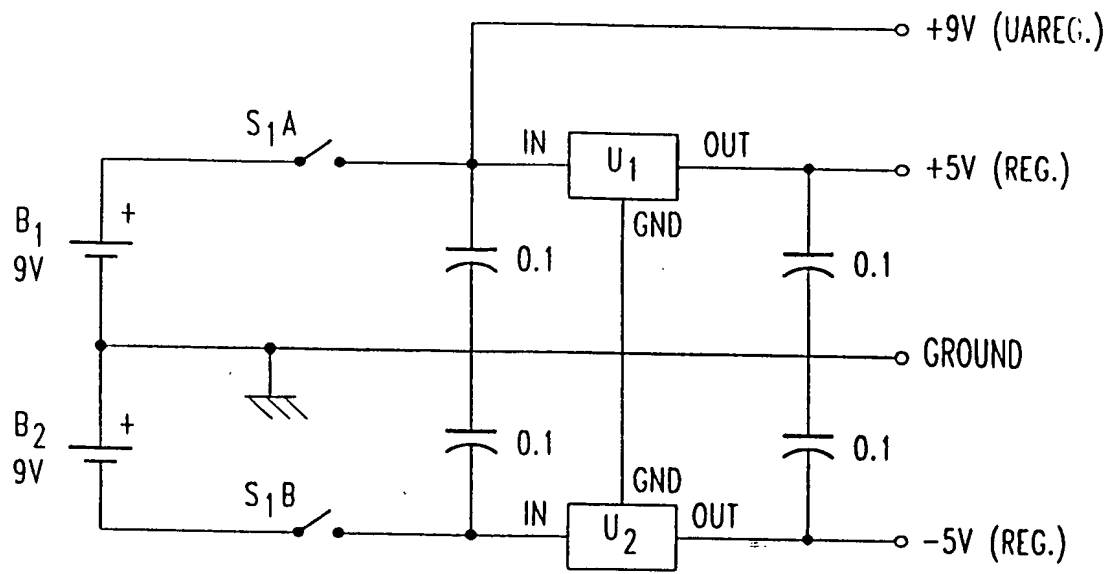 +9V (UAREG.)
S1A
IN
U1
OUT
+5V (REG.)
GND
+
B1
9V
0.1
0.1
GROUND
+
B2
9V
0.1
0.1
S1B
GND
IN
U2
OUT
-5V (REG.)